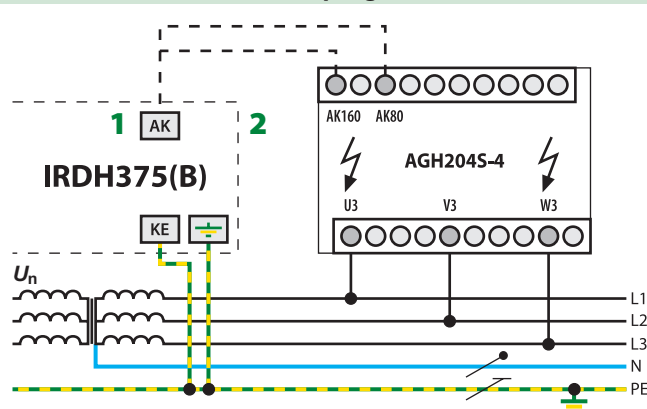 AK160 AK80
1 AK 2
AGH204S-4
IRDH375(B)
U3 V3 W3
KE
Un
L1
L2
L3
N
PE